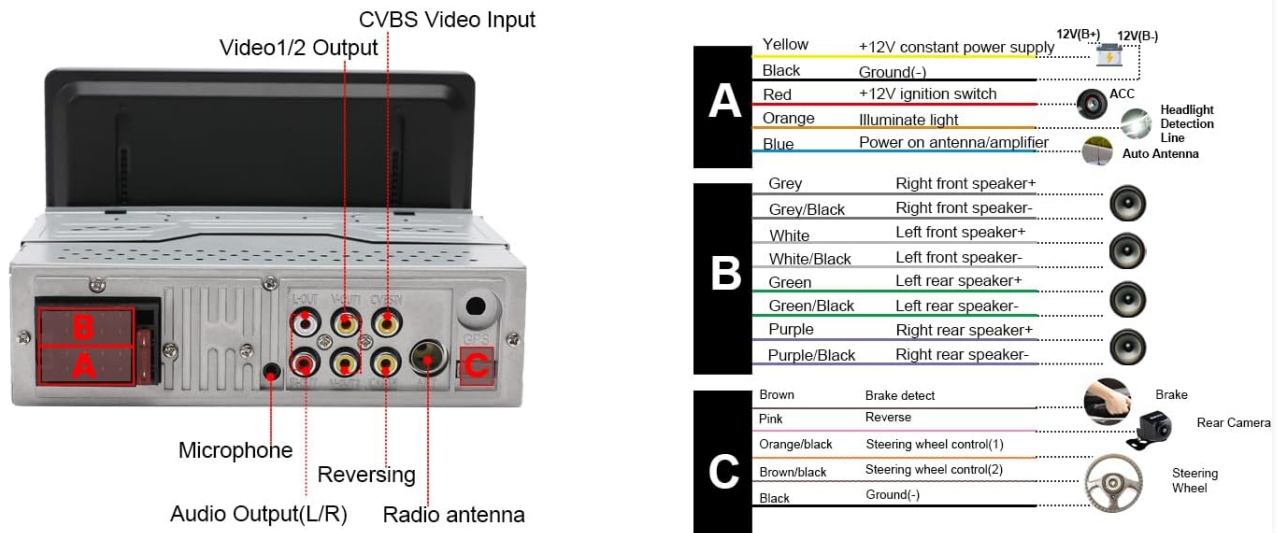 CVBS Video Input
Video1/2 Output
B
A
L-OUT V-OUT1 CVBSIN
GPS
C
Microphone
Reversing
Audio Output(L/R)
Radio antenna
A
12V(B+) 12V(B-)
Yellow +12V constant power supply
Black Ground(-)
Red +12V ignition switch
ACC
Orange Illuminate light
Headlight
Detection
Line
Blue Power on antenna/amplifier
Auto Antenna
B
Grey Right front speaker+
Grey/Black Right front speaker-
White Left front speaker+
White/Black Left front speaker-
Green Left rear speaker+
Green/Black Left rear speaker-
Purple Right rear speaker+
Purple/Black Right rear speaker-
C
Brown Brake detect
Brake
Pink Reverse
Rear Camera
Orange/black Steering wheel control(1)
Brown/black Steering wheel control(2)
Steering
Wheel
Black Ground(-)